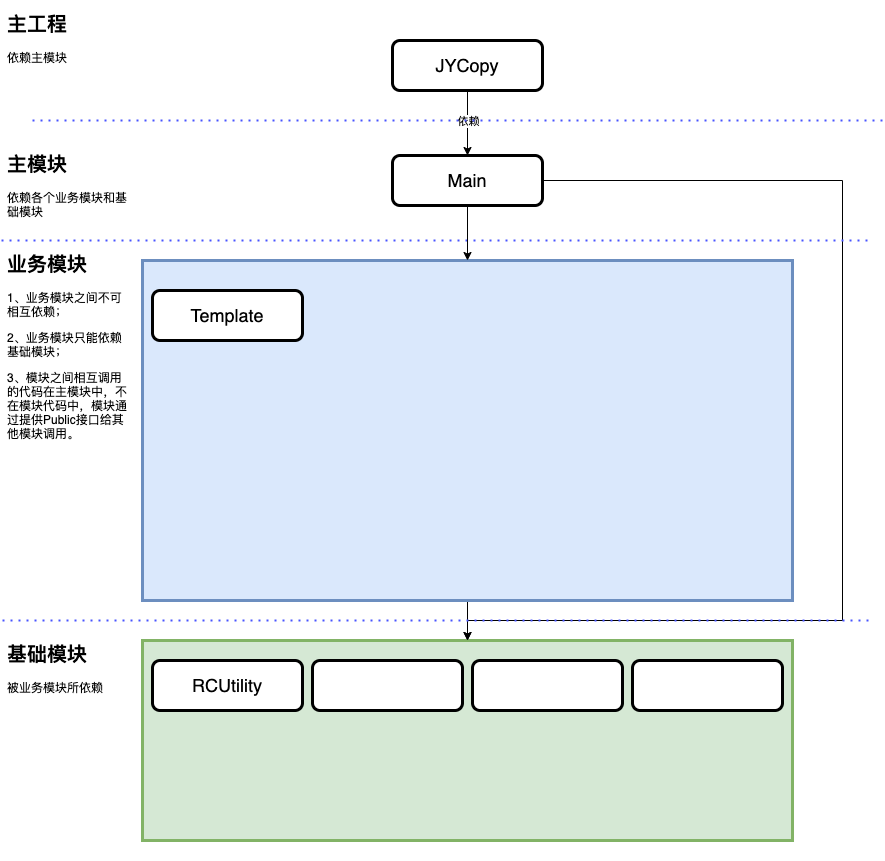 主工程
依赖主模块
JYCopy
依赖
主模块
依赖各个业务模块和基
础模块
Main
业务模块
1、业务模块之间不可
相互依赖；
2、业务模块只能依赖
基础模块；
3、模块之间相互调用
的代码在主模块中，不
在模块代码中，模块通
过提供Public接口给其
他模块调用。
Template
基础模块
被业务模块所依赖
RCUtility